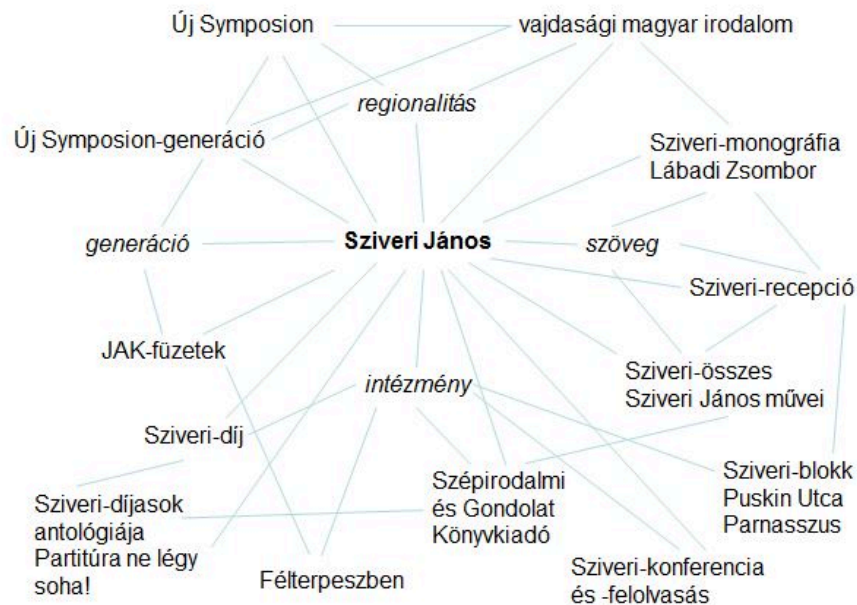 Új Symposion
vajdasági magyar irodalom
regionalitás
Új Symposion-generáció
Sziveri-monográfia
Lábadi Zsombor
generáció
Sziveri János
szöveg
Sziveri-recepció
JAK-füzetek
intézmény
Sziveri-összes
Sziveri János művei
Sziveri-díj
Sziveri-díjasok
antológiája
Partitúra ne légy
soha!
Szépirodalmi
és Gondolat
Könyvkiadó
Sziveri-blokk
Puskin Utca
Parnasszus
Félterpeszben
Sziveri-konferencia
és -felolvasás